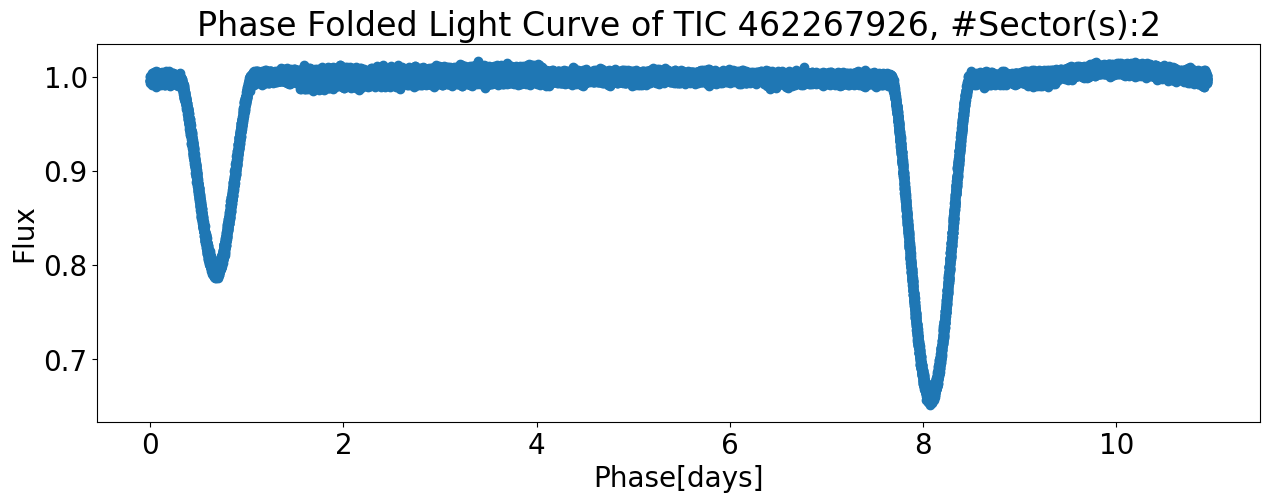 Phase Folded Light Curve of TIC 462267926, #Sector(s):2
1.0
0.9
0.8
0.7
Flux
0 2 4 6 8 10
Phase[days]